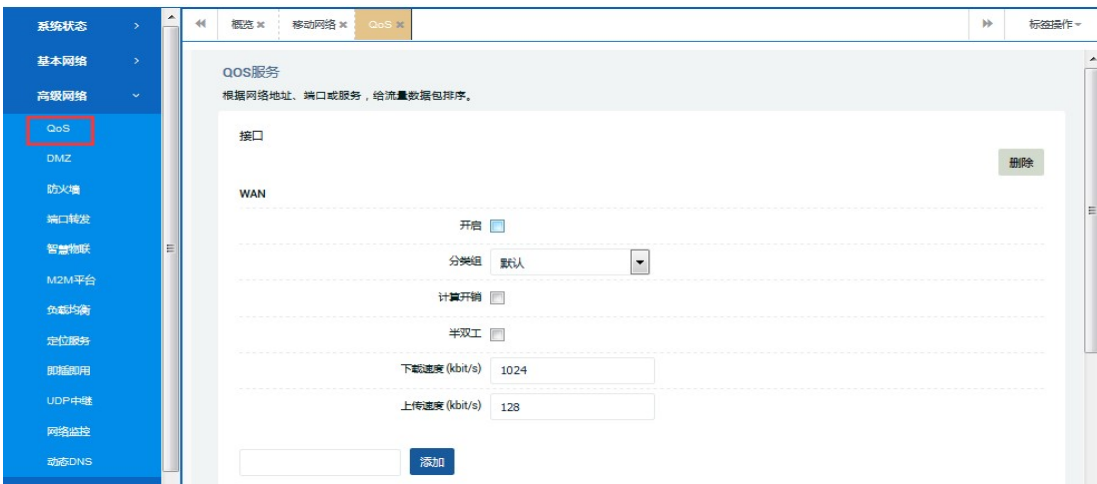 系统状态
基本网络
高级网络
QoS
DMZ
防火墙
端口转发
智慧物联
M2M平台
负载均衡
定位服务
即插即用
UDP中继
网络监控
动态DNS
概览 移动网络 QoS 标签操作
QOS服务
根据网络地址、端口或服务，给流量数据包排序。
接口
删除
WAN
开启
分类组 默认
计算开销
半双工
下载速度 (kbit/s) 1024
上传速度 (kbit/s) 128
添加